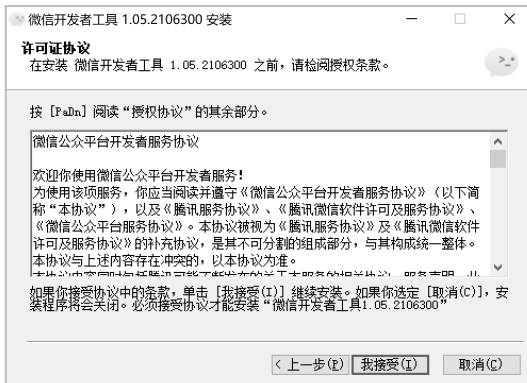 微信开发者工具 1.05.2106300 安装
许可证协议
在安装 微信开发者工具 1.05.2106300 之前，请检阅授权条款。
按 [PgDn] 阅读“授权协议”的其余部分。
微信公众平台开发者服务协议
欢迎你使用微信公众平台开发者服务！
为使用该项服务，你应当阅读并遵守《微信公众平台开发者服务协议》（以下简
称“本协议”），以及《腾讯服务协议》、《腾讯微信软件许可及服务协议》、
《微信公众平台服务协议》。本协议被视为《腾讯服务协议》及《腾讯微信软件
许可及服务协议》的补充协议，是其不可分割的组成部分，与其构成统一整体。
本协议与上述内容存在冲突的，以本协议为准。
如果你接受协议中的条款，单击 [我接受(I)] 继续安装。如果你选定 [取消(C)]，安
装程序将会关闭。必须接受协议才能安装“微信开发者工具1.05.2106300”
< 上一步(P)
我接受(I)
取消(C)